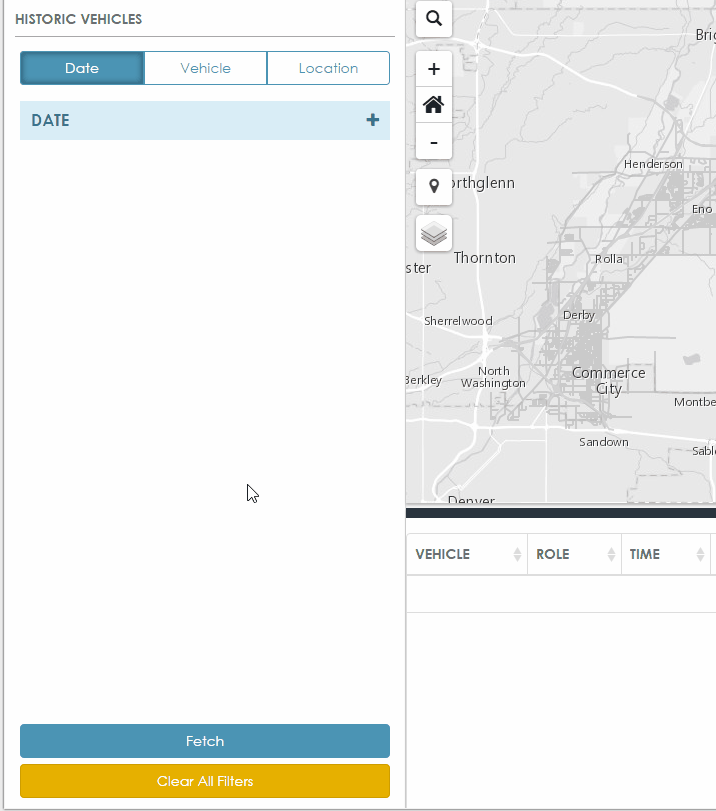 HISTORIC VEHICLES
Date
Vehicle
Location
DATE
Fetch
Clear All Filters
+
-
Henderson
orthglenn
Eno
Thornton
ster
Rolla
Sherrelwood
Derby
North
Washington
Berkley
Commerce
City
Montbe
Sandown
Sable
Denver
Brig
VEHICLE
ROLE
TIME